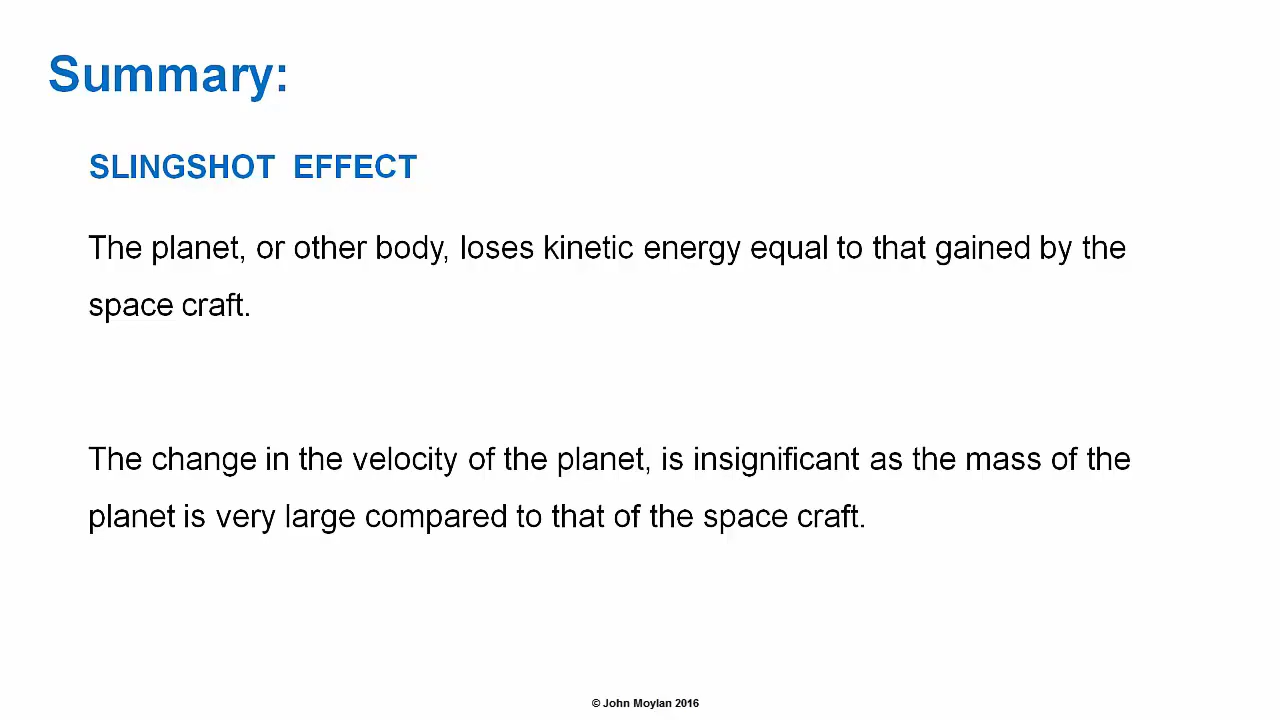 Summary:
SLINGSHOT EFFECT
The planet, or other body, loses kinetic energy equal to that gained by the
space craft.
The change in the velocity of the planet, is insignificant as the mass of the
planet is very large compared to that of the space craft.
© John Moylan 2016